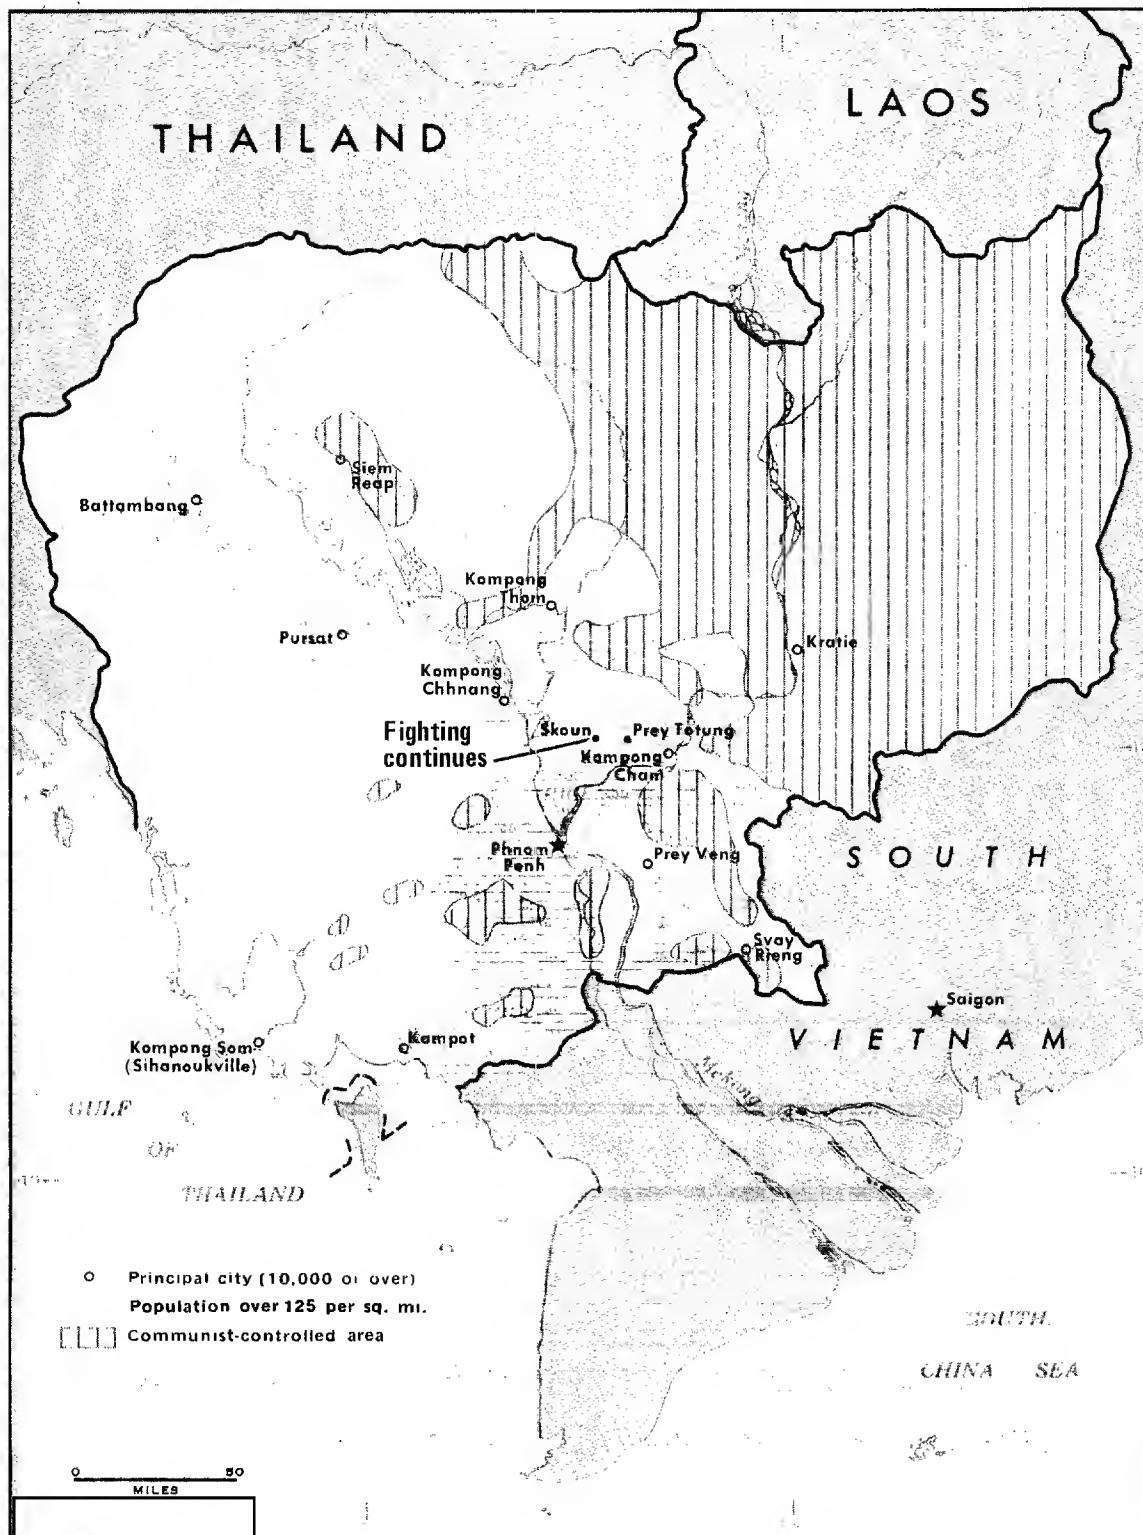 THAILAND
LAOS
Siem
Reap
Battambang
Kompong
Thom
Pursat
Kratie
Kompong
Chhnang
Fighting
continues
Skoun
Prey Totung
Kompong
Cham
Phnom
Penh
Prey Veng
SOUTH
Svay
Rieng
Saigon
VIETNAM
Kompong Som
(Sihanoukville)
Kampot
Mekong
GULF
OF
THAILAND
Principal city (10,000 or over)
Population over 125 per sq. mi.
Communist-controlled area
SOUTH
CHINA SEA
0 50
MILES